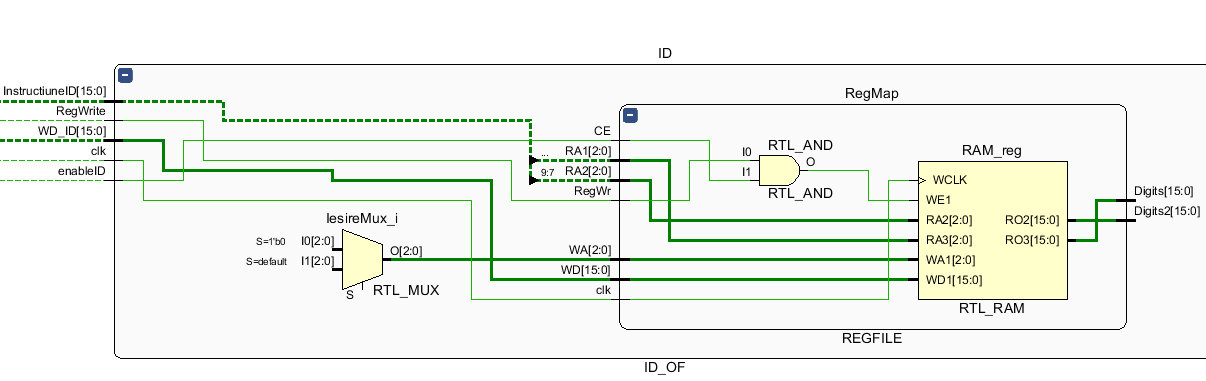 ID
InstructiuneID[15:0]
RegWrite
WD_ID[15:0]
clk
enableID
RegMap
CE
RA1[2:0]
...
RA2[2:0]
9:7
RegWr
RTL_AND
I0
I1
O
RTL_AND
RAM_reg
WCLK
WE1
RA2[2:0]
RO2[15:0]
RA3[2:0]
RO3[15:0]
WA1[2:0]
WD1[15:0]
RTL_RAM
Digits[15:0]
Digits2[15:0]
IesireMux_i
S=1'b0
I0[2:0]
S=default
I1[2:0]
O[2:0]
S
RTL_MUX
WA[2:0]
WD[15:0]
clk
REGFILE
ID_OF